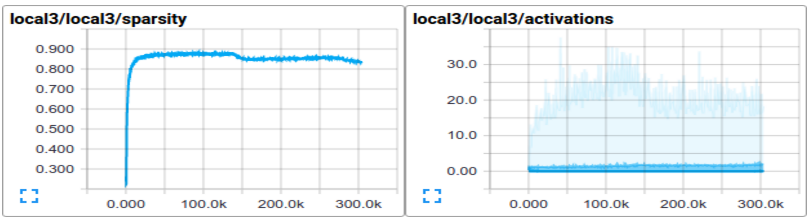 local3/local3/sparsity
0.900
0.800
0.700
0.600
0.500
0.400
0.300
0.000 100.0k 200.0k 300.0k
local3/local3/activations
30.0
20.0
10.0
0.00
0.000 100.0k 200.0k 300.0k